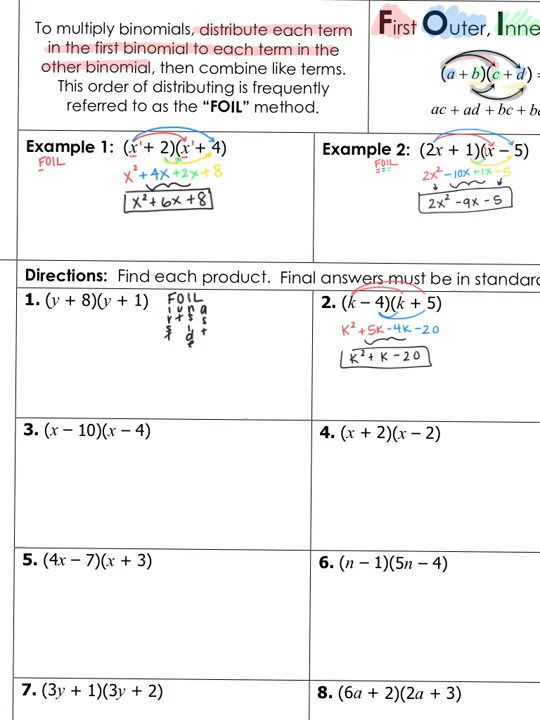 To multiply binomials, distribute each term
in the first binomial to each term in the
other binomial, then combine like terms.
This order of distributing is frequently
referred to as the “FOIL” method.
First Outer, Inne
(a + b)(c + d) =
ac + ad + bc + b
Example 1: (x¹ + 2)(x¹ + 4)
FOIL
x² + 4x + 2x + 8
x² + 6x + 8
Example 2: (2x + 1)(x − 5)
FOIL
2x² − 10x + 1x − 5
2x² − 9x − 5
Directions: Find each product. Final answers must be in standar
1. (y + 8)(y + 1)
FOIL
i u n a
r t s s
s i t
t d
e
2. (k − 4)(k + 5)
K² + 5K − 4K − 20
K² + K − 20
3. (x − 10)(x − 4)
4. (x + 2)(x − 2)
5. (4x − 7)(x + 3)
6. (n − 1)(5n − 4)
7. (3y + 1)(3y + 2)
8. (6a + 2)(2a + 3)